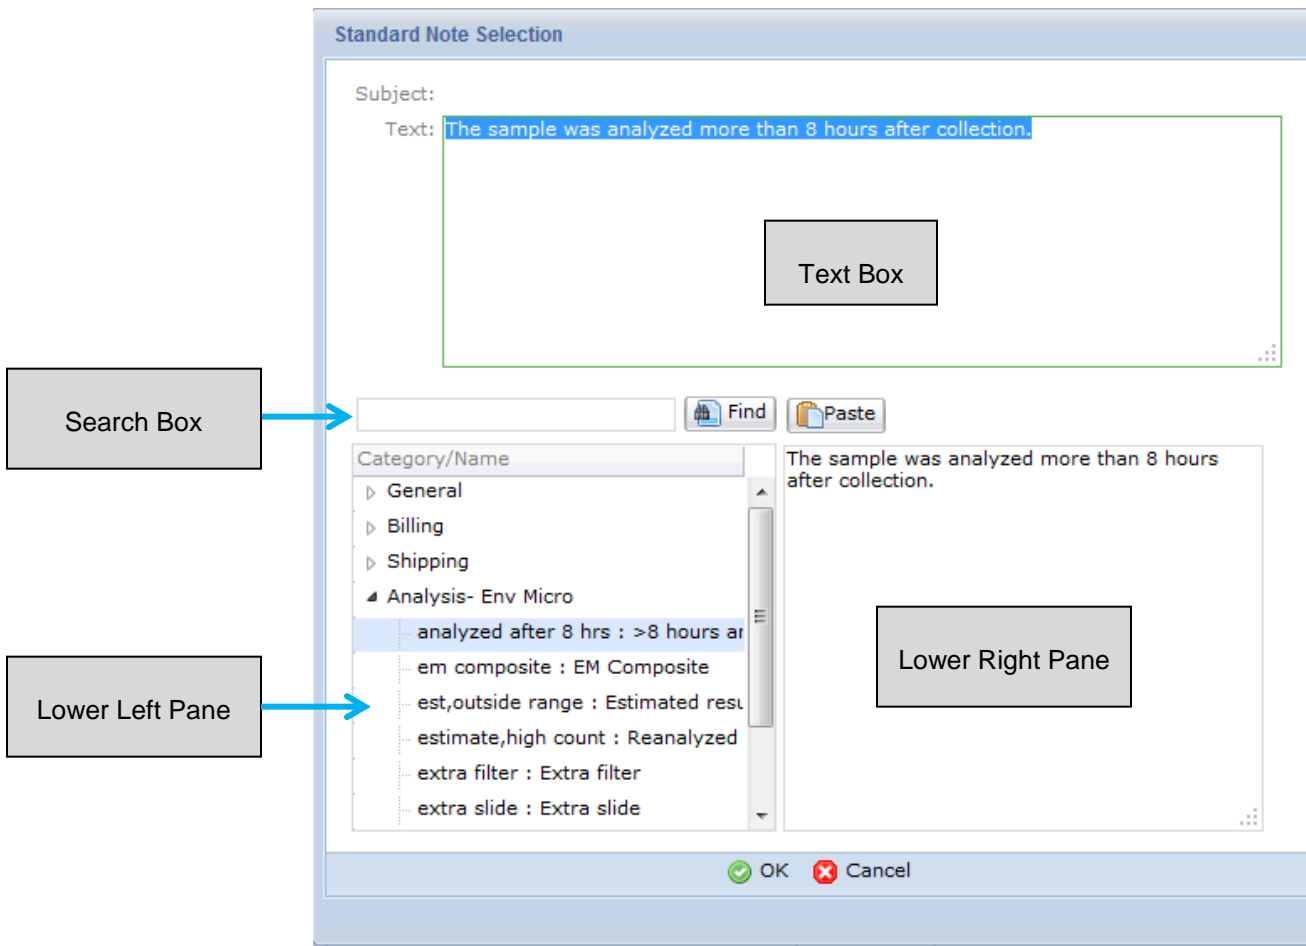 Standard Note Selection
Subject:
Text: The sample was analyzed more than 8 hours after collection.
Text Box
Search Box
Find Paste
Category/Name
General
Billing
Shipping
Analysis- Env Micro
analyzed after 8 hrs : >8 hours
em composite : EM Composite
est,outside range : Estimated
estimate,high count : Reanalyzed
extra filter : Extra filter
extra slide : Extra slide
The sample was analyzed more than 8 hours
after collection.
Lower Right Pane
Lower Left Pane
OK Cancel